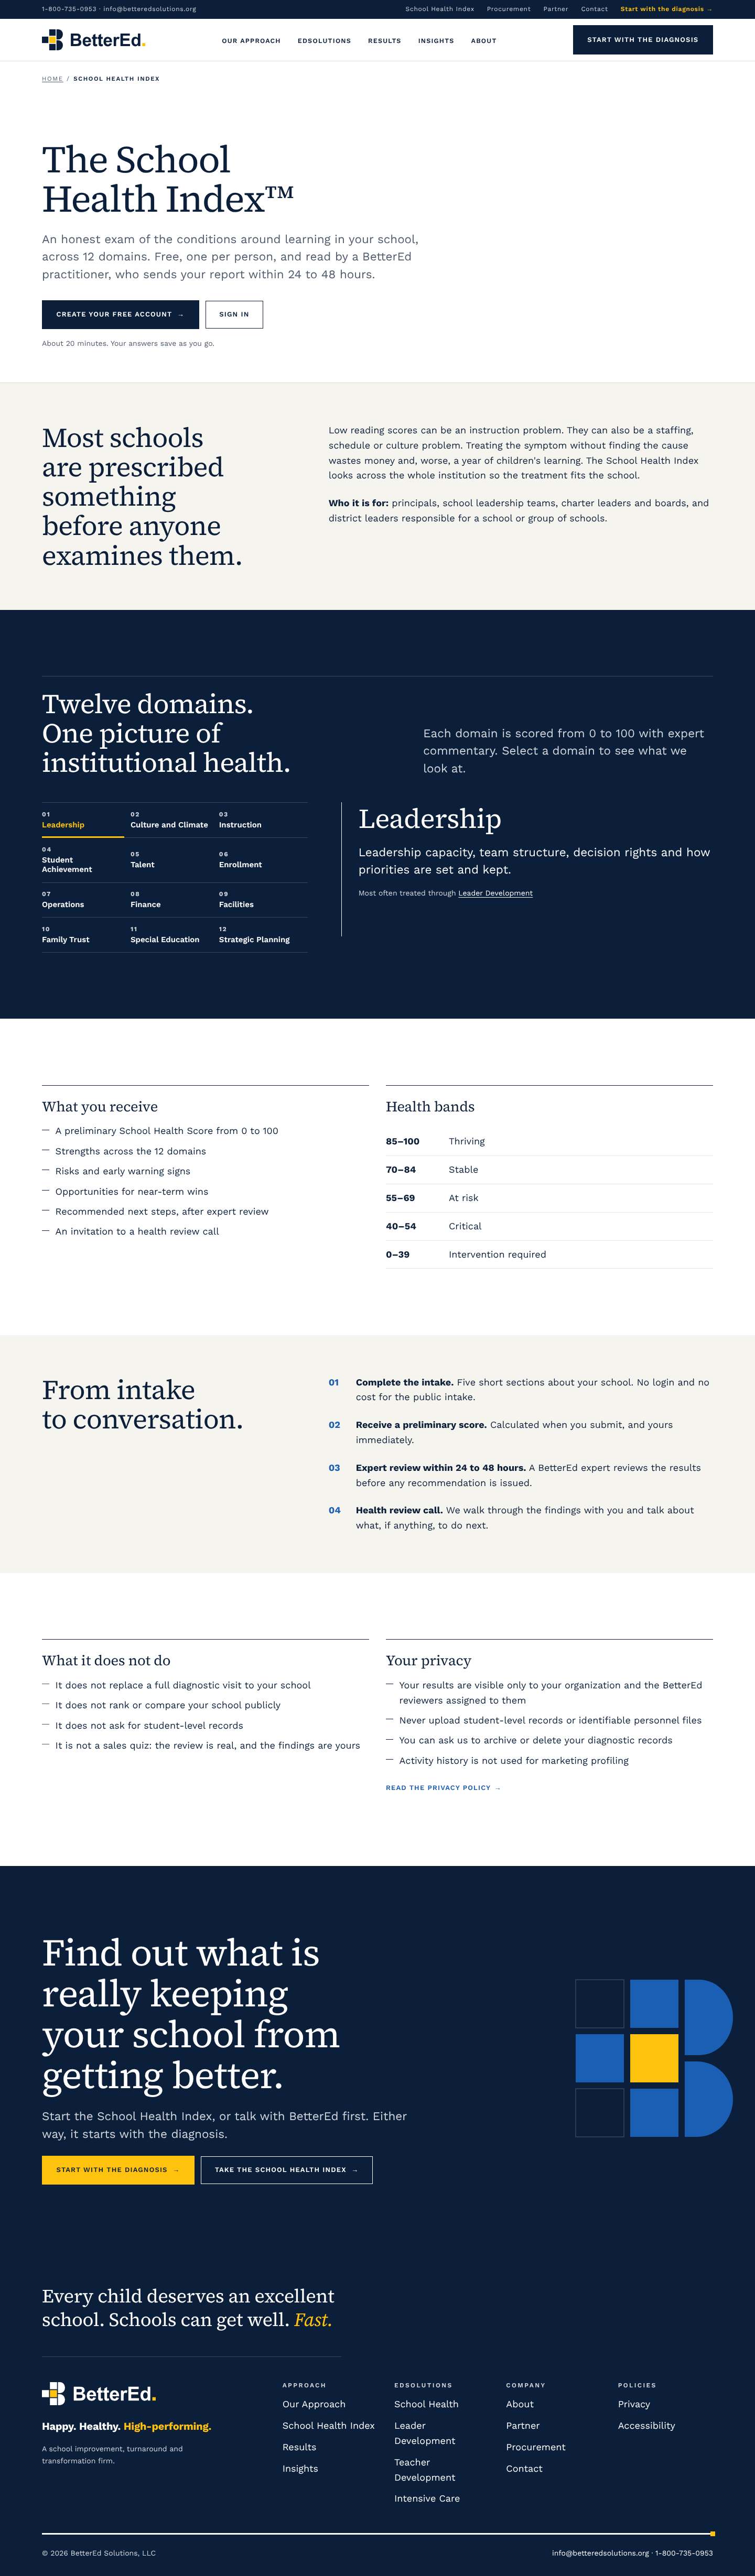 1-800-735-0953 · info@betteredsolutions.org
School Health Index Procurement Partner Contact Start with the diagnosis →
BetterEd.
OUR APPROACH EDSOLUTIONS RESULTS INSIGHTS ABOUT
START WITH THE DIAGNOSIS
HOME / SCHOOL HEALTH INDEX
The School
Health Index™
An honest exam of the conditions around learning in your school,
across 12 domains. Free, one per person, and read by a BetterEd
practitioner, who sends your report within 24 to 48 hours.
CREATE YOUR FREE ACCOUNT →
SIGN IN
About 20 minutes. Your answers save as you go.
Most schools
are prescribed
something
before anyone
examines them.
Low reading scores can be an instruction problem. They can also be a staffing,
schedule or culture problem. Treating the symptom without finding the cause
wastes money and, worse, a year of children's learning. The School Health Index
looks across the whole institution so the treatment fits the school.
Who it is for: principals, school leadership teams, charter leaders and boards, and
district leaders responsible for a school or group of schools.
Twelve domains.
One picture of
institutional health.
Each domain is scored from 0 to 100 with expert
commentary. Select a domain to see what we
look at.
01 02 03
Leadership Culture and Climate Instruction
04 05 06
Student
Achievement Talent Enrollment
07 08 09
Operations Finance Facilities
10 11 12
Family Trust Special Education Strategic Planning
Leadership
Leadership capacity, team structure, decision rights and how
priorities are set and kept.
Most often treated through Leader Development
What you receive
— A preliminary School Health Score from 0 to 100
— Strengths across the 12 domains
— Risks and early warning signs
— Opportunities for near-term wins
— Recommended next steps, after expert review
— An invitation to a health review call
Health bands
85–100 Thriving
70–84 Stable
55–69 At risk
40–54 Critical
0–39 Intervention required
From intake
to conversation.
01 Complete the intake. Five short sections about your school. No login and no
cost for the public intake.
02 Receive a preliminary score. Calculated when you submit, and yours
immediately.
03 Expert review within 24 to 48 hours. A BetterEd expert reviews the results
before any recommendation is issued.
04 Health review call. We walk through the findings with you and talk about
what, if anything, to do next.
What it does not do
— It does not replace a full diagnostic visit to your school
— It does not rank or compare your school publicly
— It does not ask for student-level records
— It is not a sales quiz: the review is real, and the findings are yours
Your privacy
— Your results are visible only to your organization and the BetterEd
reviewers assigned to them
— Never upload student-level records or identifiable personnel files
— You can ask us to archive or delete your diagnostic records
— Activity history is not used for marketing profiling
READ THE PRIVACY POLICY →
Find out what is
really keeping
your school from
getting better.
Start the School Health Index, or talk with BetterEd first. Either
way, it starts with the diagnosis.
START WITH THE DIAGNOSIS →
TAKE THE SCHOOL HEALTH INDEX →
Every child deserves an excellent
school. Schools can get well. Fast.
BetterEd.
Happy. Healthy. High-performing.
A school improvement, turnaround and
transformation firm.
APPROACH
Our Approach
School Health Index
Results
Insights
EDSOLUTIONS
School Health
Leader
Development
Teacher
Development
Intensive Care
COMPANY
About
Partner
Procurement
Contact
POLICIES
Privacy
Accessibility
© 2026 BetterEd Solutions, LLC
info@betteredsolutions.org · 1-800-735-0953